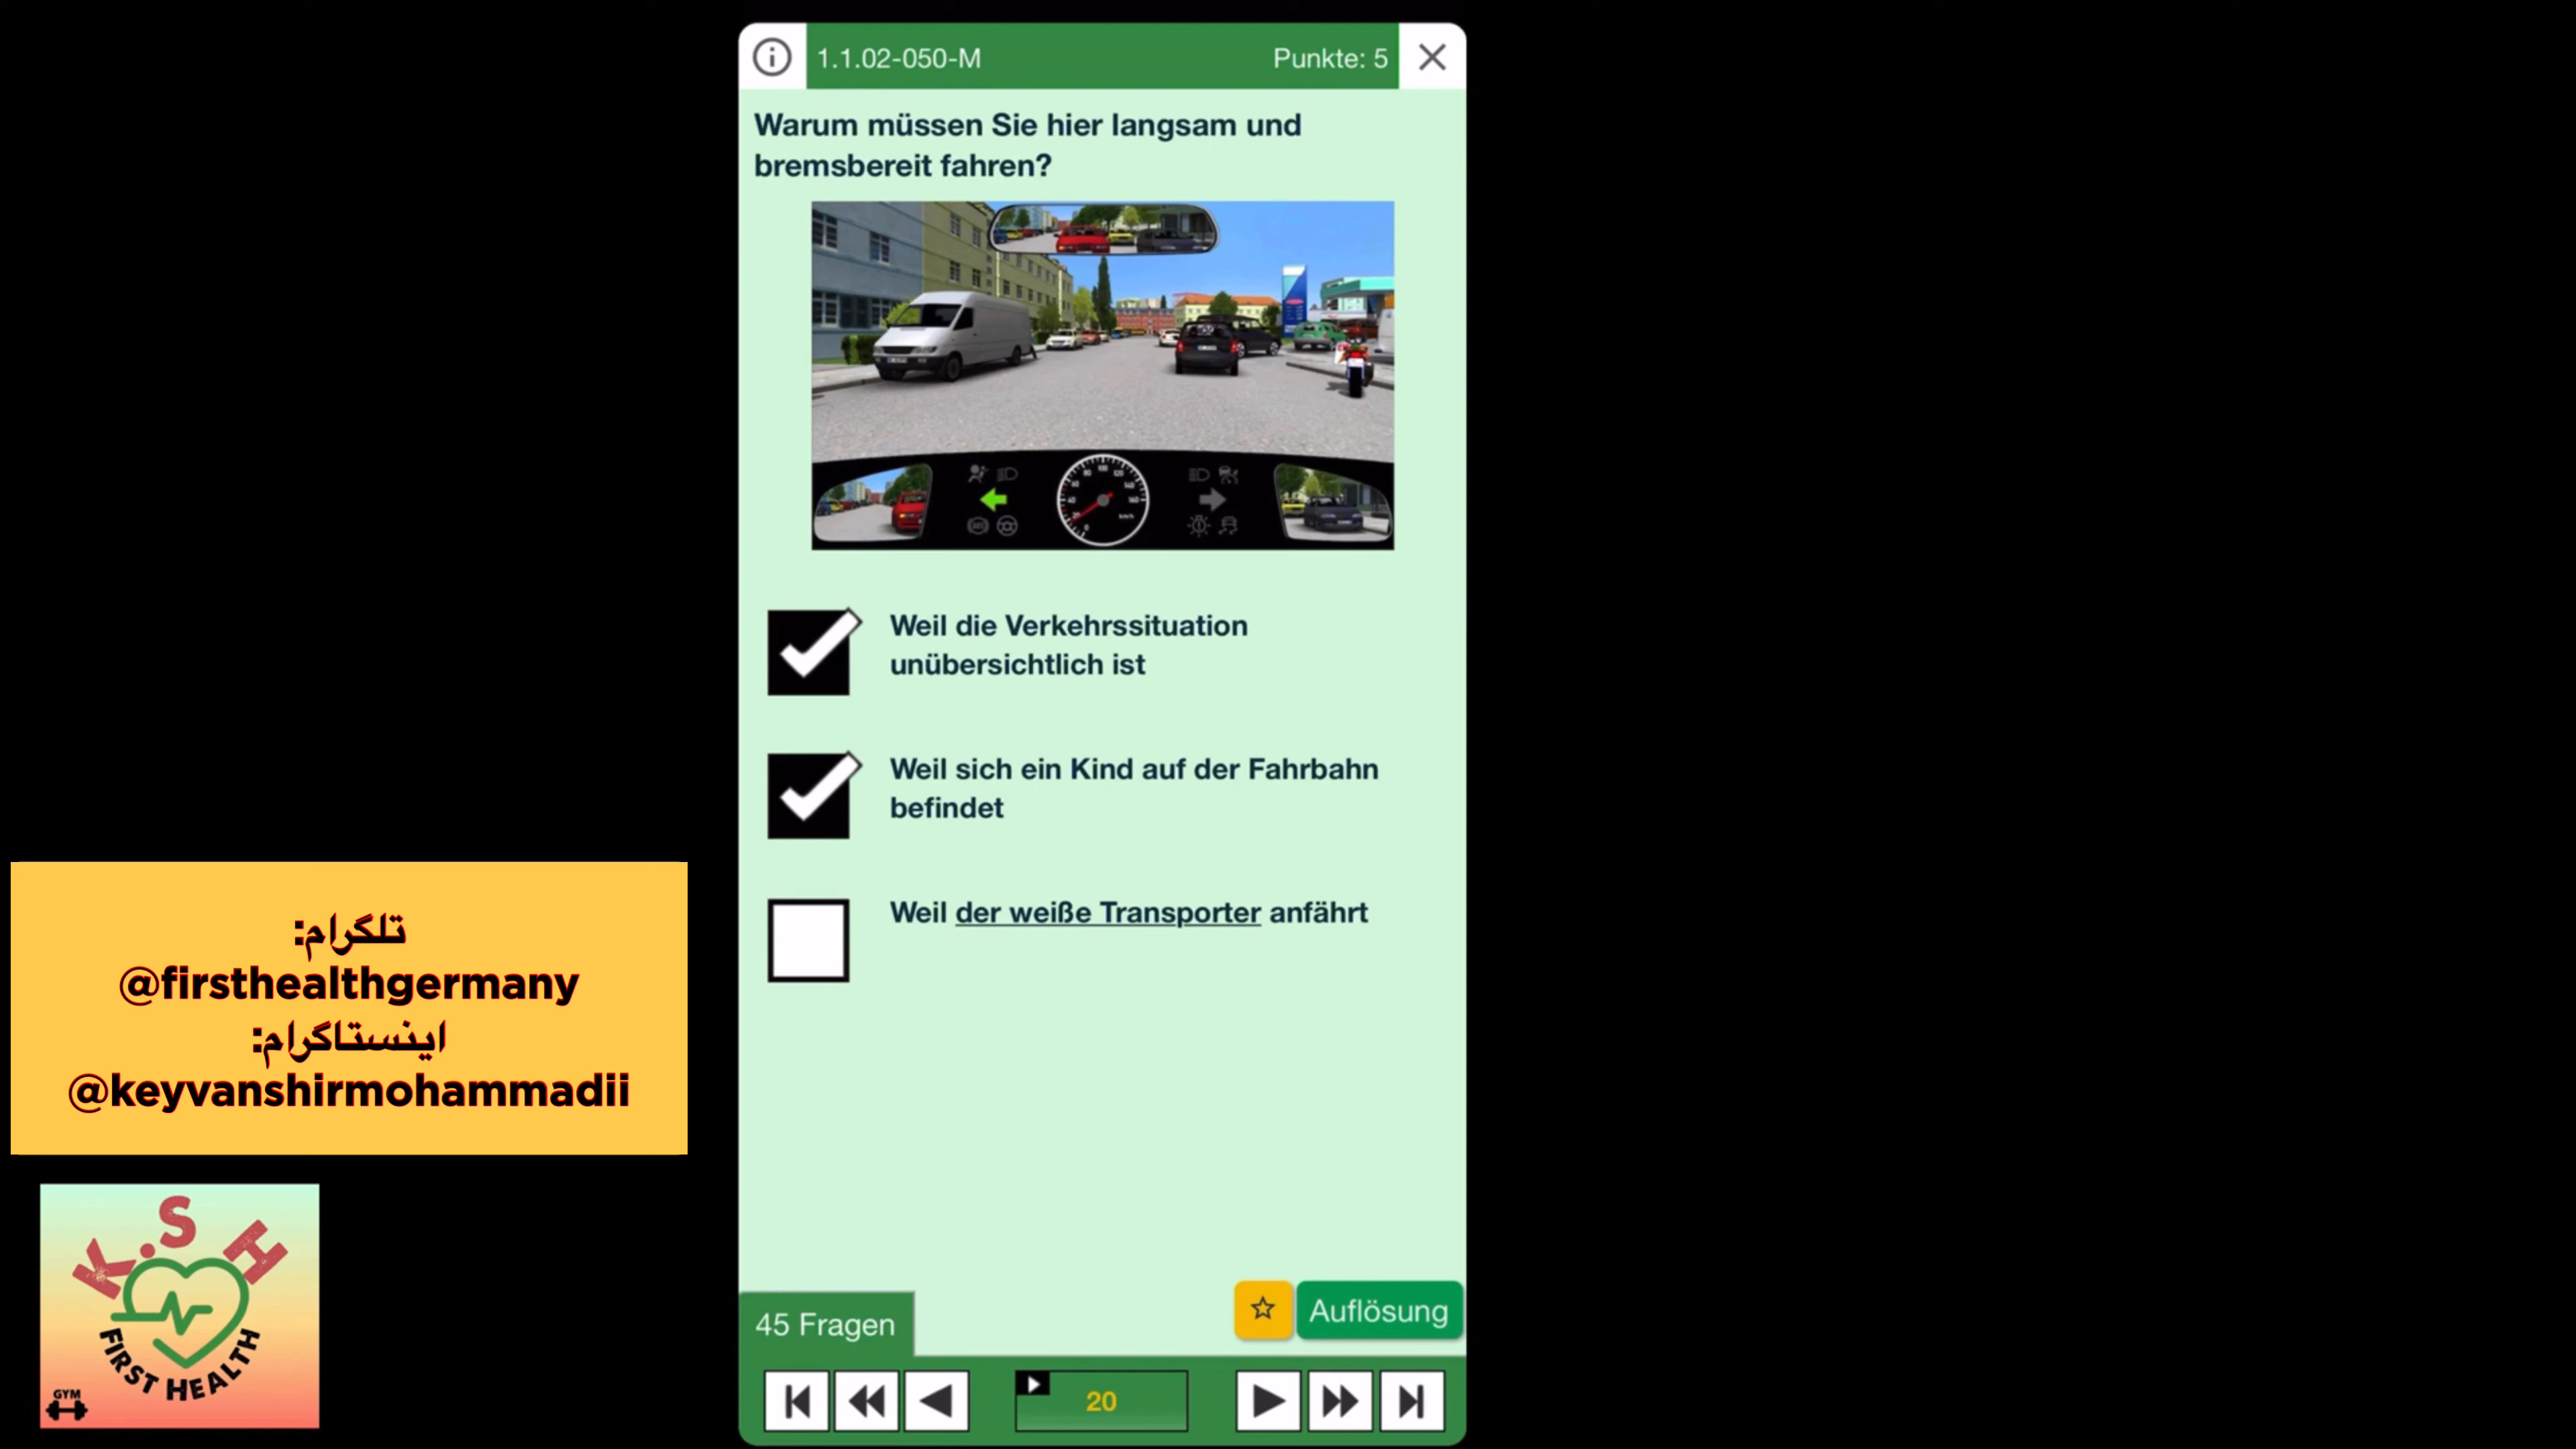 1.1.02-050-M
Punkte: 5
Warum müssen Sie hier langsam und
bremsbereit fahren?
Weil die Verkehrssituation
unübersichtlich ist
Weil sich ein Kind auf der Fahrbahn
befindet
Weil der weiße Transporter anfährt
تلگرام:
@firsthealthgermany
اینستاگرام:
@keyvanshirmohammadii
K.SH
FIRST HEALTH
GYM
45 Fragen
Auflösung
20